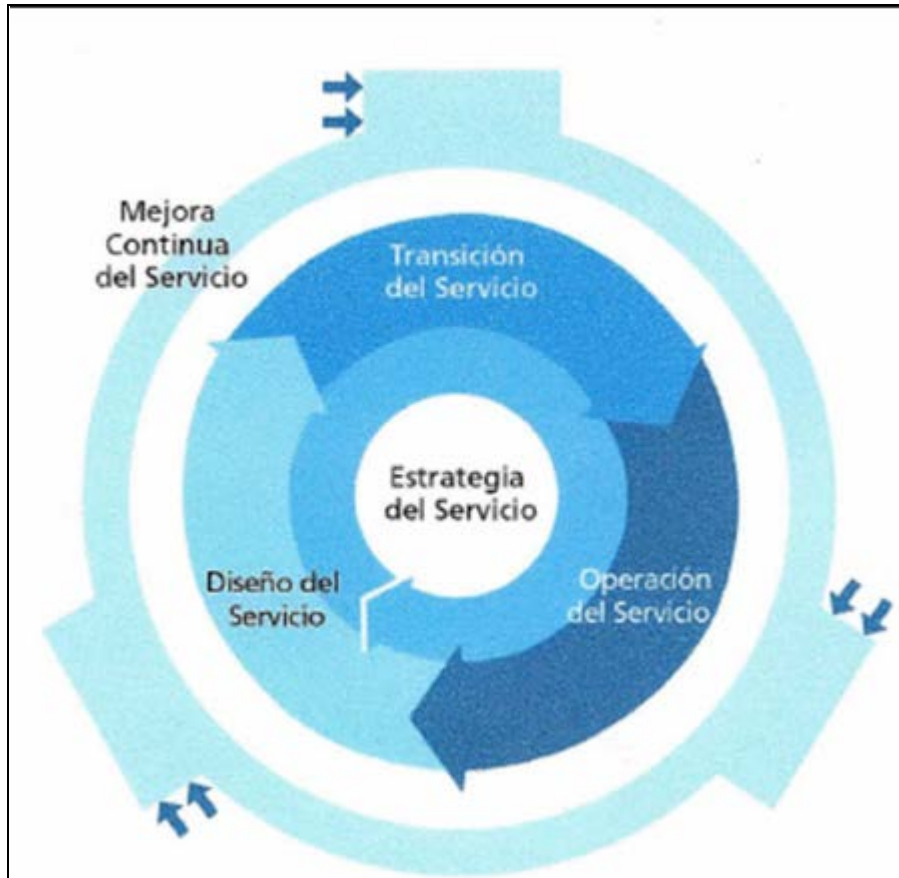 Mejora
Continua
del Servicio
Transición
del Servicio
Estrategia
del Servicio
Diseño del
Servicio
Operación
del Servicio